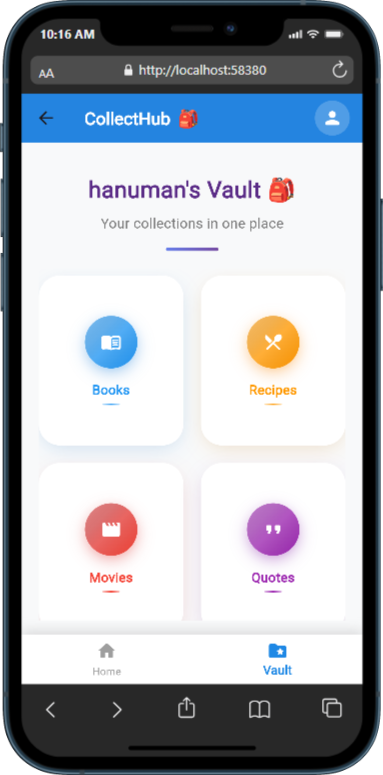 10:16 AM
AA http://localhost:58380
CollectHub 🎒
hanuman's Vault 🎒
Your collections in one place
Books Recipes
Movies Quotes
Home Vault